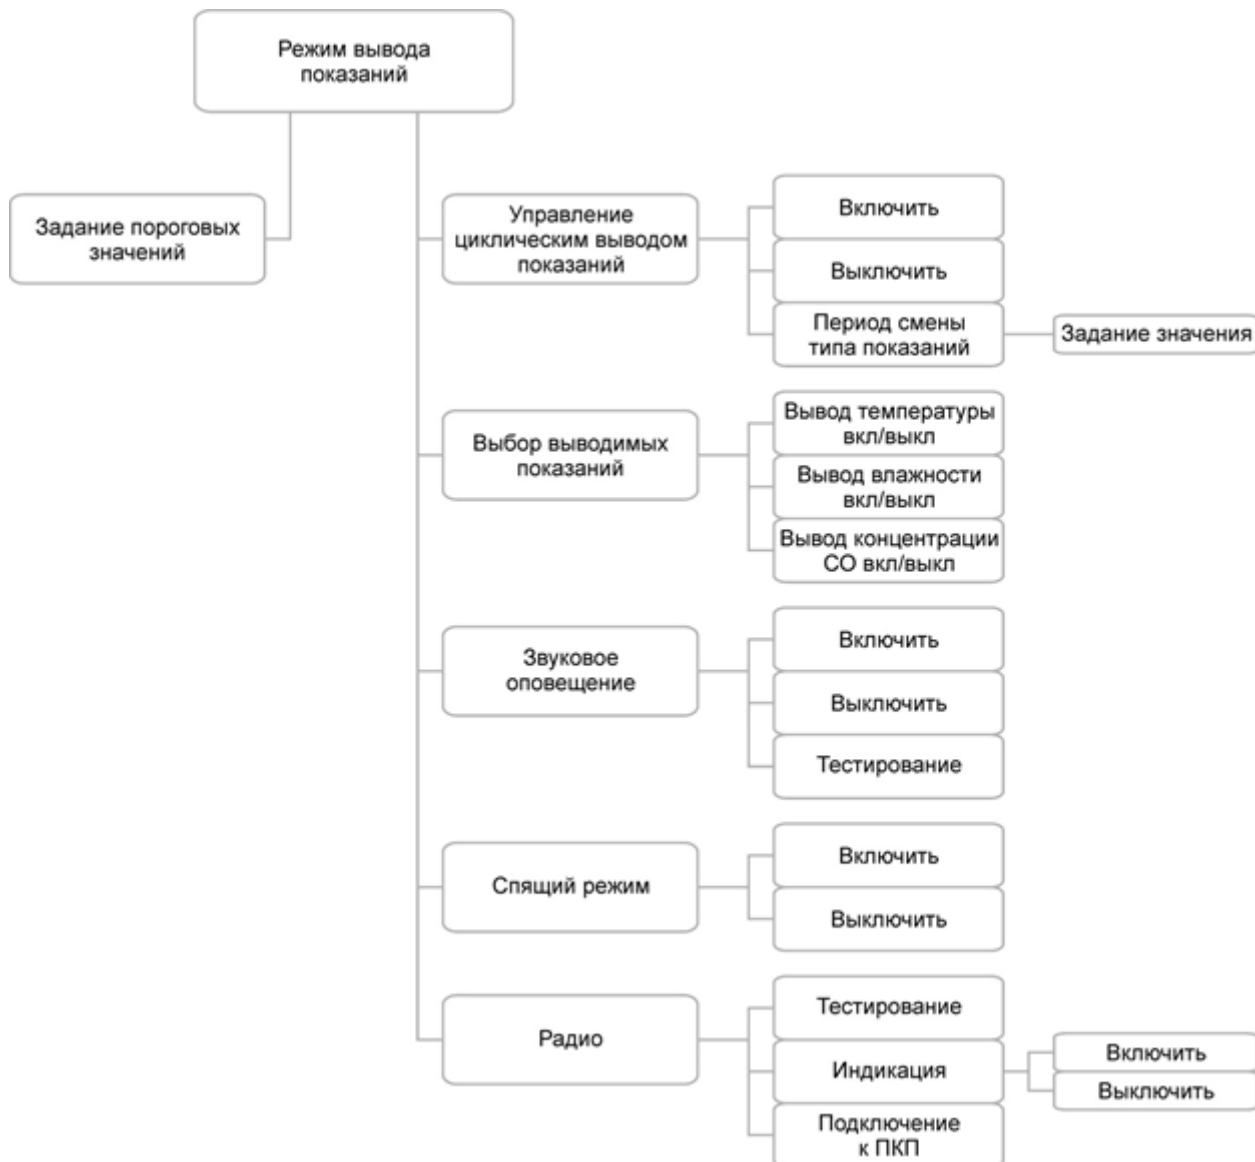 Режим вывода
показаний
Задание пороговых
значений
Управление
циклическим выводом
показаний
Включить
Выключить
Период смены
типа показаний
Задание значения
Выбор выводимых
показаний
Вывод температуры
вкл/выкл
Вывод влажности
вкл/выкл
Вывод концентрации
СО вкл/выкл
Звуковое
оповещение
Включить
Выключить
Тестирование
Спящий режим
Включить
Выключить
Радио
Тестирование
Индикация
Включить
Выключить
Подключение
к ПКП